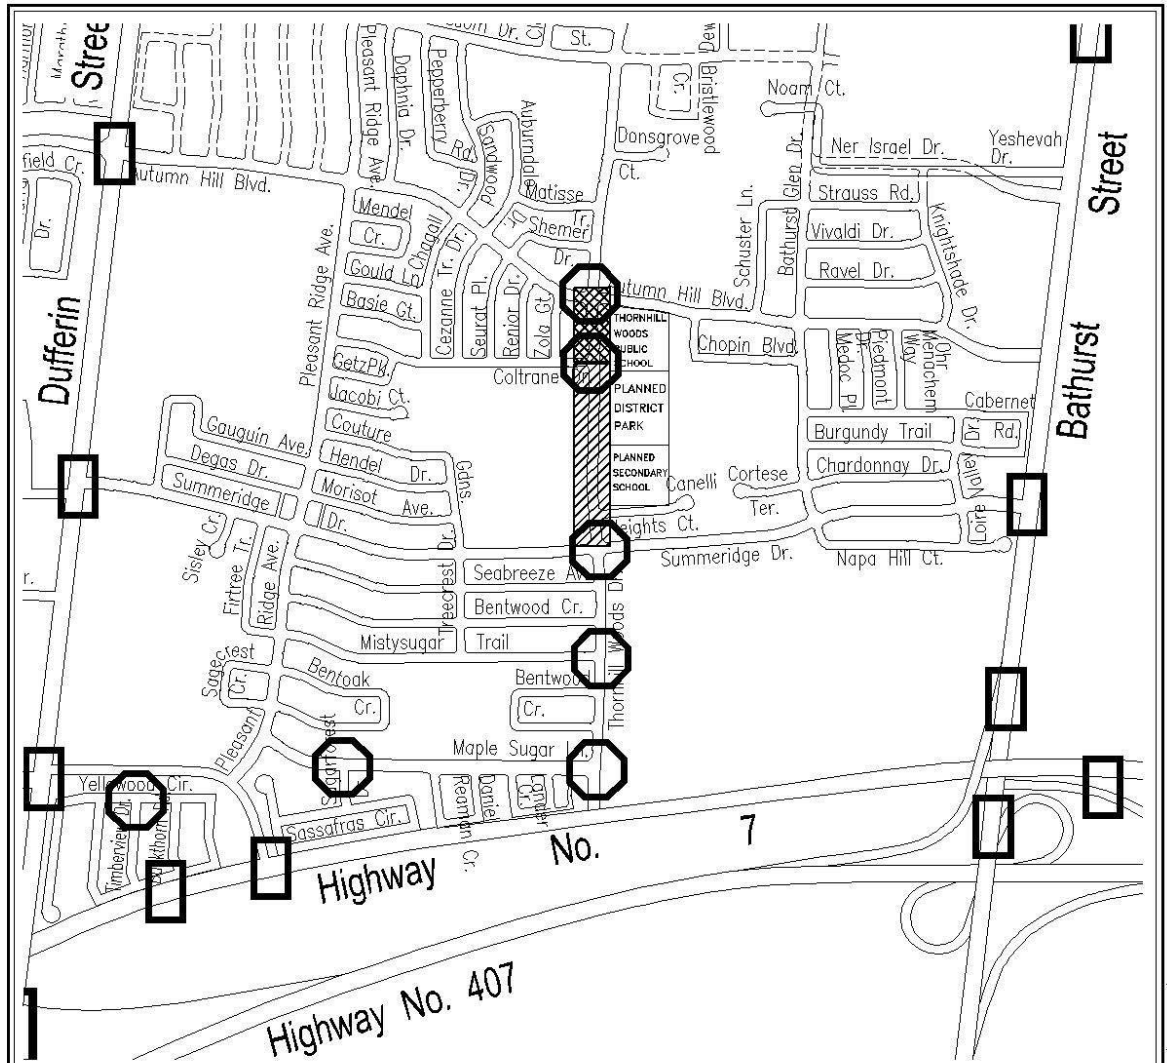 Dufferin
Street
Bathurst
Street
Highway No. 7
Highway No. 407
St.
Pleasant Ridge Ave.
Daphnia Dr.
Pepperberry
Rd.
Sandwood
Dr.
Auburndale
Dr.
Bristlewood
Cr.
Donsgrove
Ct.
Noam Ct.
Ner Israel Dr.
Yeshevah
Dr.
field Cr.
Dr.
Autumn Hill Blvd.
Mendel
Cr.
Chagall
Dr.
Matisse
Tr.
Shemer
Dr.
Schuster Ln.
Bathurst Glen Dr.
Strauss Rd.
Vivaldi Dr.
Ravel Dr.
Knightshade Dr.
Gould Ln
Basie Gt.
Pleasant Ridge Ave.
Cezanne Tr.
Seurat Pl.
Renior Dr.
Zola Gt.
utumn Hill Blvd.
THORNHILL
WOODS
PUBLIC
SCHOOL
Chopin Blvd.
Medoc Pl.
Piedmont
Dr.
Ohr
Menachem
Way
GetzPk.
Jacobi Ct.
Coltrane
PLANNED
DISTRICT
PARK
Couture
Gdns.
Gauguin Ave.
Degas Dr.
Hendel Dr.
Burgundy Trail
Cabernet
Rd.
Dr.
PLANNED
SECONDARY
SCHOOL
Chardonnay Dr.
Loire Valley
Summeridge
Dr.
Morisot
Ave.
Canelli
Heights Ct.
Cortese
Ter.
Summeridge Dr.
Napa Hill Ct.
Sisley Cr.
Firtree Tr.
Ridge Ave.
Treecrest Dr.
Seabreeze Av
Bentwood Cr.
Mistysugar Trail
Thornhill Woods Dr.
Sagecrest
Cr.
Bentoak
Cr.
Bentwood
Cr.
Pleasant
Maple Sugar Ln.
Yellowood Cir.
Timberview Dr.
Sassafras Cir.
Reaman Cr.
Daniel
Cr.